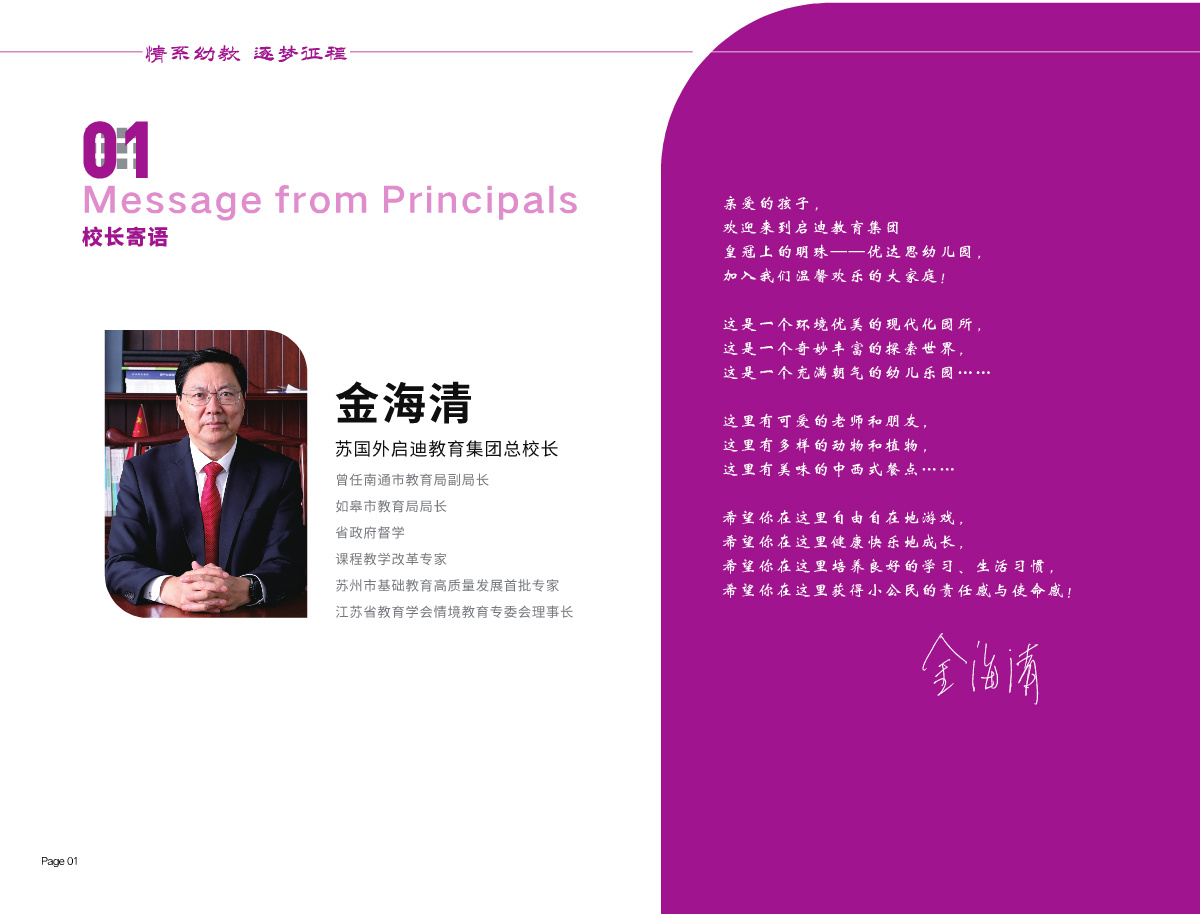 情系幼教 逐梦征程
01
Message from Principals
校长寄语
金海清
苏国外启迪教育集团总校长
曾任南通市教育局副局长
如皋市教育局局长
省政府督学
课程教学改革专家
苏州市基础教育高质量发展首批专家
江苏省教育学会情境教育专委会理事长
亲爱的孩子，
欢迎来到启迪教育集团
皇冠上的明珠——优达思幼儿园，
加入我们温馨欢乐的大家庭！
这是一个环境优美的现代化园所，
这是一个奇妙丰富的探索世界，
这是一个充满朝气的幼儿乐园……
这里有可爱的老师和朋友，
这里有多样的动物和植物，
这里有美味的中西式餐点……
希望你在这里自由自在地游戏，
希望你在这里健康快乐地成长，
希望你在这里培养良好的学习、生活习惯，
希望你在这里获得小公民的责任感与使命感！
金海清
Page 01